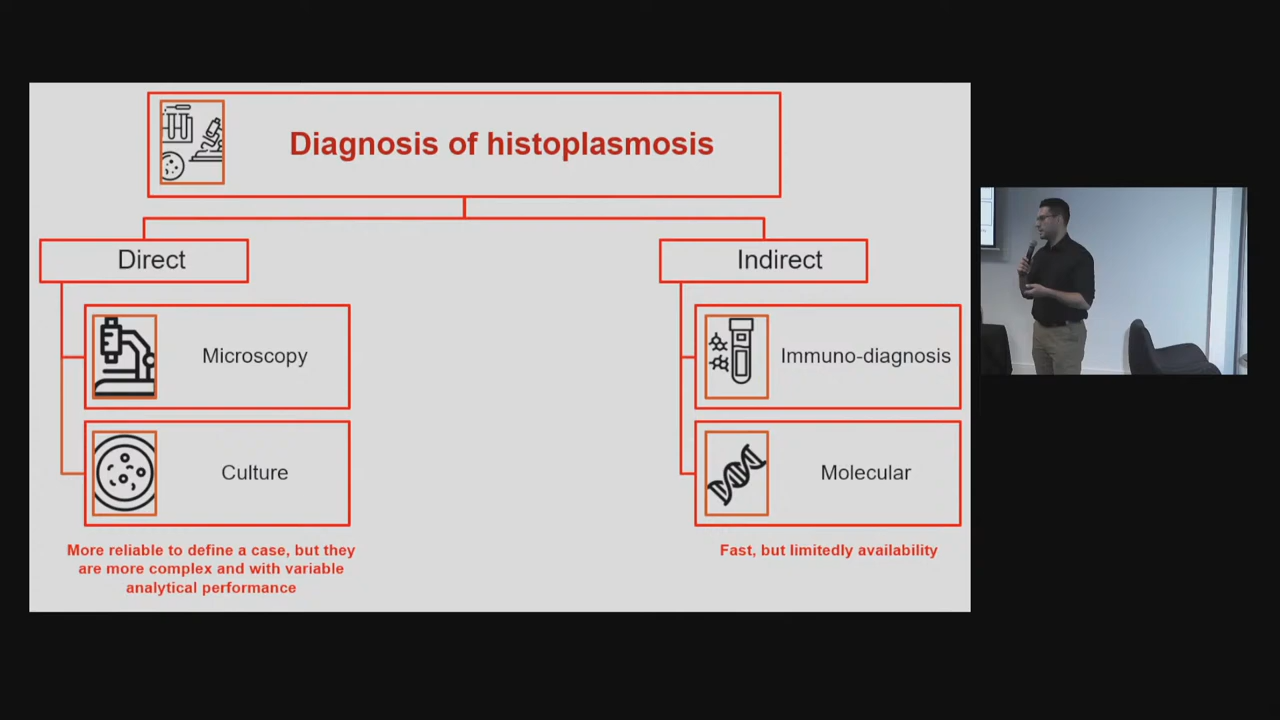 Diagnosis of histoplasmosis
Direct
Indirect
Microscopy
Immuno-diagnosis
Culture
Molecular
More reliable to define a case, but they
are more complex and with variable
analytical performance
Fast, but limitedly availability